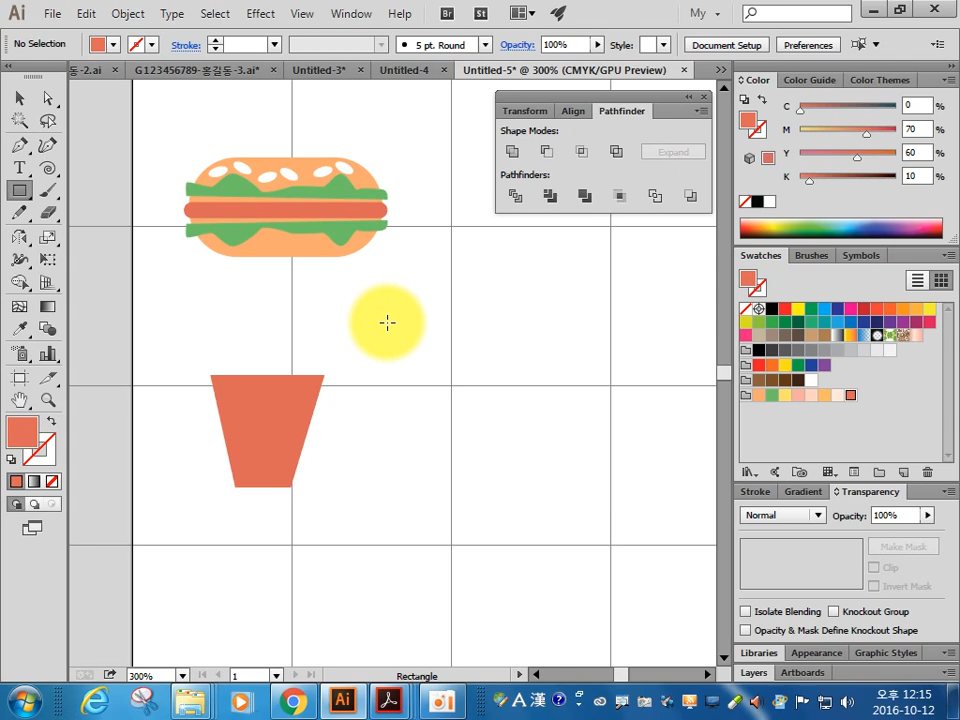 Ai File Edit Object Type Select Effect View Window Help Br St My
No Selection Stroke: 5 pt. Round Opacity: 100% Style: Document Setup Preferences
동-2.ai × G123456789-홍길동-3.ai* × Untitled-3* × Untitled-4 × Untitled-5* @ 300% (CMYK/GPU Preview) ×
Transform Align Pathfinder
Shape Modes:
Expand
Pathfinders:
Color Color Guide Color Themes
C 0 %
M 70 %
Y 60 %
K 10 %
Swatches Brushes Symbols
Stroke Gradient Transparency
Normal Opacity: 100%
Make Mask
Clip
Invert Mask
Isolate Blending Knockout Group
Opacity & Mask Define Knockout Shape
Libraries Appearance Graphic Styles
Layers Artboards
300% 1 Rectangle
Ai A 漢 ?
오후 12:15
2016-10-12